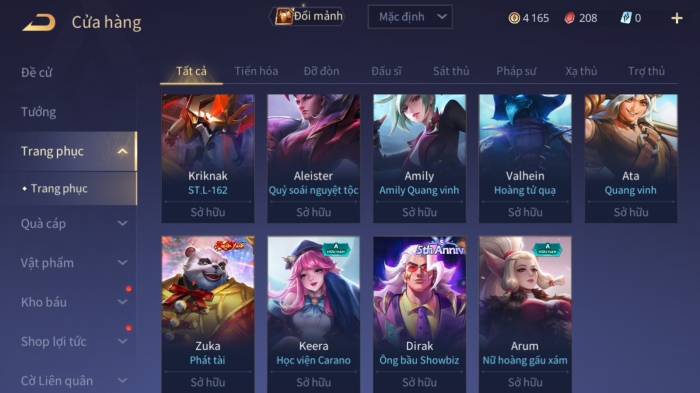 Cửa hàng
Đổi mảnh
Mặc định
4 165
208
0
Đề cử
Tướng
Trang phục
Trang phục
Quà cáp
Vật phẩm
Kho báu
Shop lợi tức
Cờ Liên quân
Tất cả
Tiến hóa
Đỡ đòn
Đấu sĩ
Sát thủ
Pháp sư
Xạ thủ
Trợ thủ
Kriknak
ST.L-162
Sở hữu
Aleister
Quỷ soái nguyệt tộc
Sở hữu
Amily
Amily Quang vinh
Sở hữu
Valhein
Hoàng tử quạ
Sở hữu
Ata
Quang vinh
Sở hữu
Zuka
Phát tài
Sở hữu
A
HỮU HẠN
Keera
Học viện Carano
Sở hữu
5th Anniv
Dirak
Ông bầu Showbiz
Sở hữu
A
HỮU HẠN
Arum
Nữ hoàng gấu xám
Sở hữu